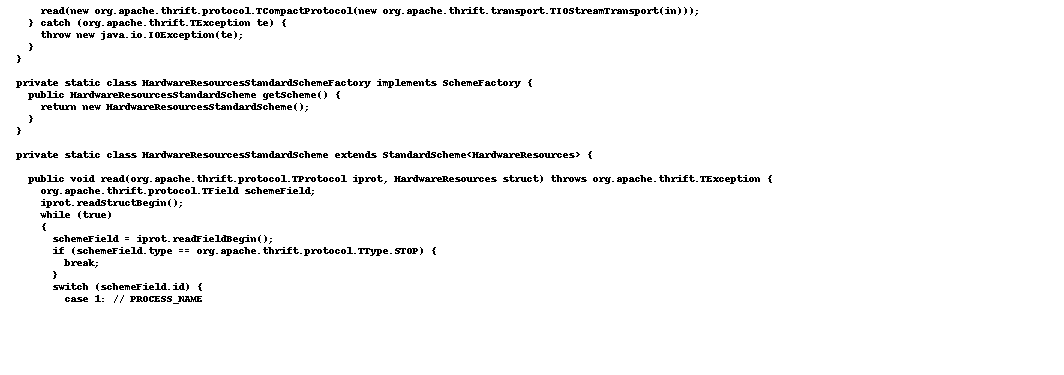 read(new org.apache.thrift.protocol.TCompactProtocol(new org.apache.thrift.transport.TIOStreamTransport(in)));
} catch (org.apache.thrift.TException te) {
throw new java.io.IOException(te);
}
}
private static class HardwareResourcesStandardSchemeFactory implements SchemeFactory {
public HardwareResourcesStandardScheme getScheme() {
return new HardwareResourcesStandardScheme();
}
}
private static class HardwareResourcesStandardScheme extends StandardScheme<HardwareResources> {
public void read(org.apache.thrift.protocol.TProtocol iprot, HardwareResources struct) throws org.apache.thrift.TException {
org.apache.thrift.protocol.TField schemeField;
iprot.readStructBegin();
while (true)
{
schemeField = iprot.readFieldBegin();
if (schemeField.type == org.apache.thrift.protocol.TType.STOP) {
break;
}
switch (schemeField.id) {
case 1: // PROCESS_NAME